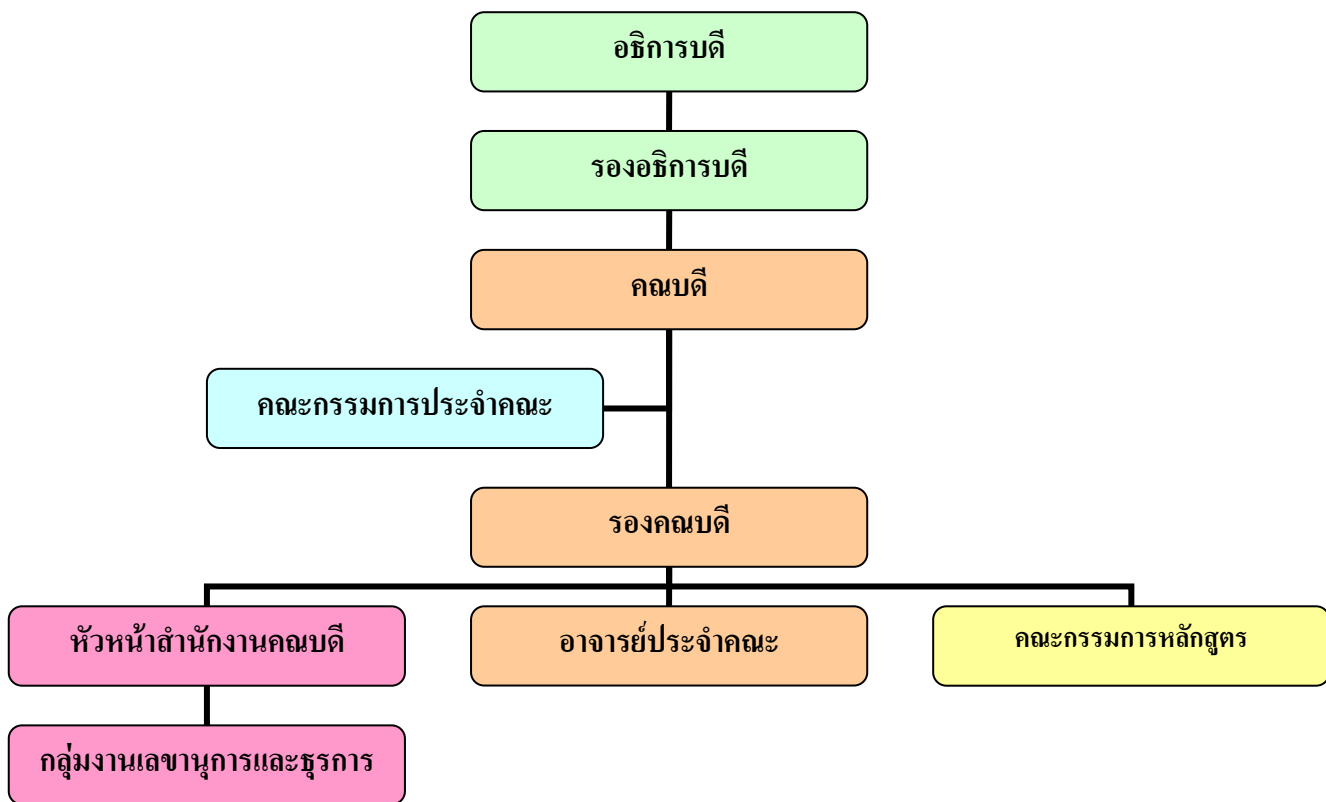 อธิการบดี
รองอธิการบดี
คณบดี
คณะกรรมการประจำคณะ
รองคณบดี
หัวหน้าสำนักงานคณบดี
อาจารย์ประจำคณะ
คณะกรรมการหลักสูตร
กลุ่มงานเลขานุการและธุรการ